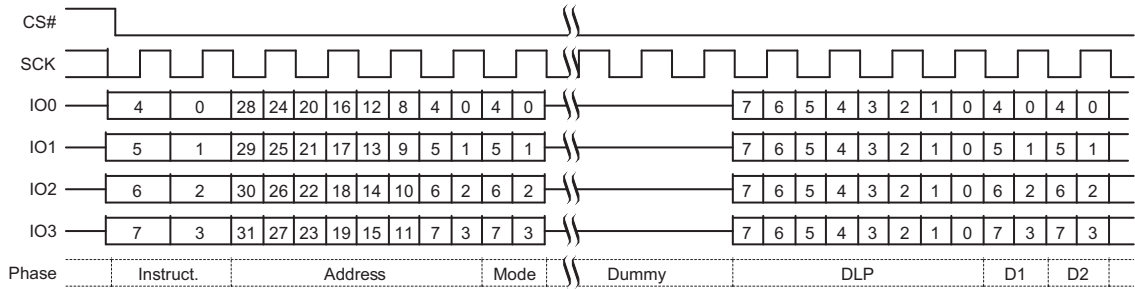 CS#
SCK
IO0 4 0 28 24 20 16 12 8 4 0 4 0 7 6 5 4 3 2 1 0 4 0 4 0
IO1 5 1 29 25 21 17 13 9 5 1 5 1 7 6 5 4 3 2 1 0 5 1 5 1
IO2 6 2 30 26 22 18 14 10 6 2 6 2 7 6 5 4 3 2 1 0 6 2 6 2
IO3 7 3 31 27 23 19 15 11 7 3 7 3 7 6 5 4 3 2 1 0 7 3 7 3
Phase Instruct. Address Mode Dummy DLP D1 D2